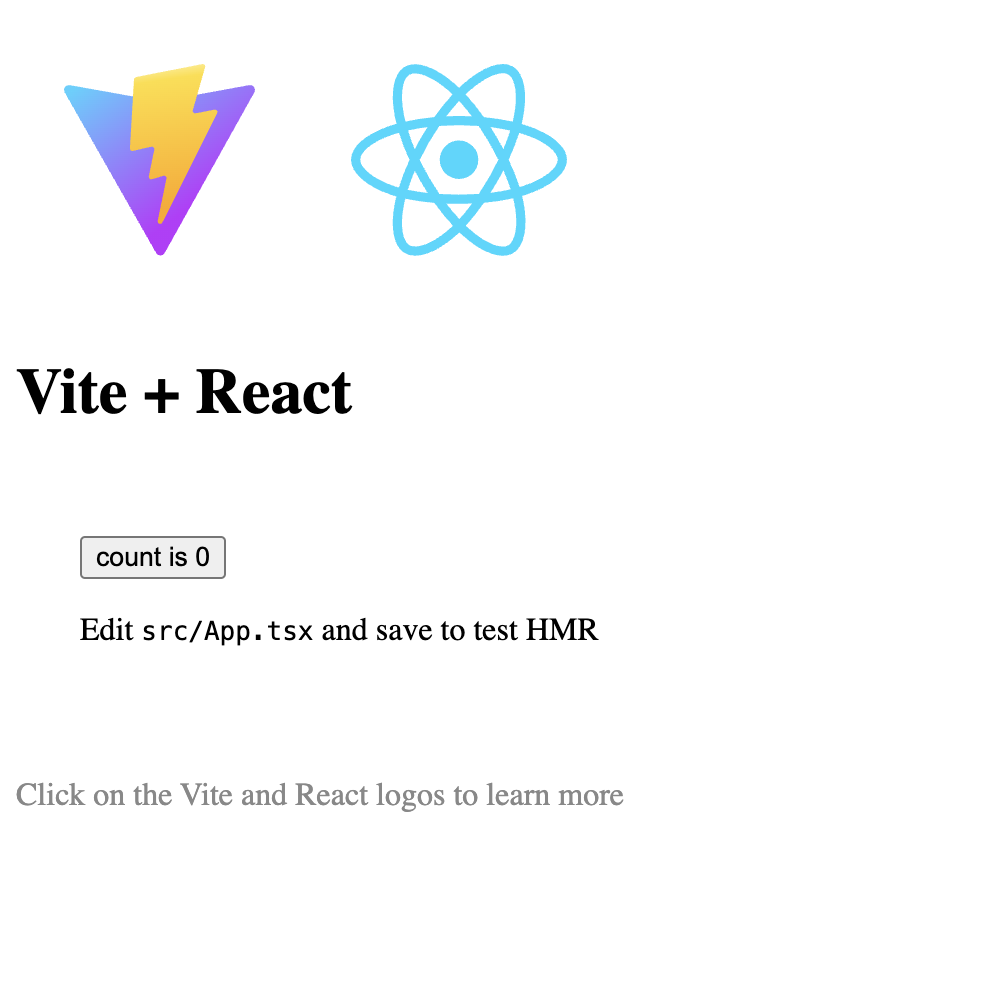 Vite + React
count is 0
Edit src/App.tsx and save to test HMR
Click on the Vite and React logos to learn more